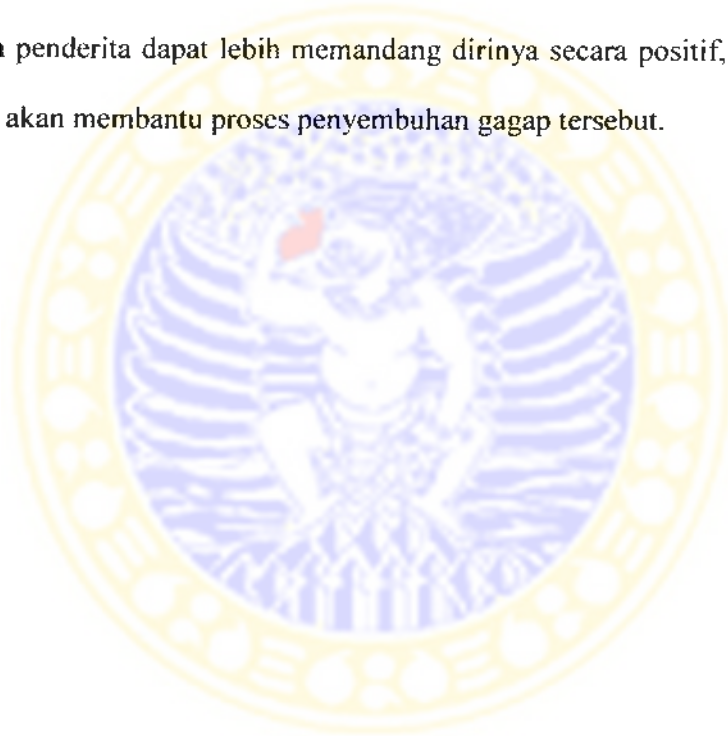 penderita dapat lebih memandang dirinya secara positif,
akan membantu proses penyembuhan gagap tersebut.